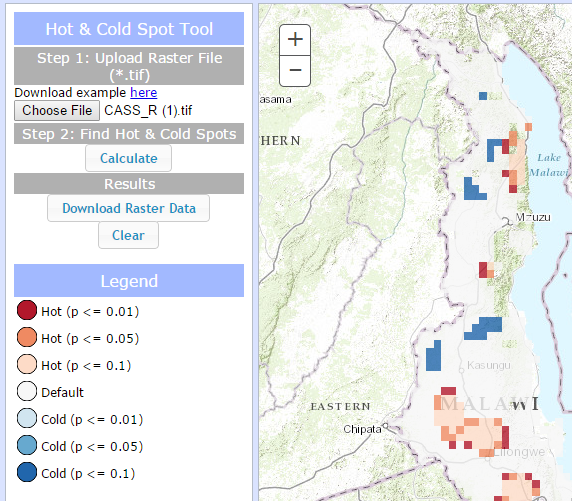 Hot & Cold Spot Tool
Step 1: Upload Raster File
(*.tif)
Download example here
Choose File CASS_R (1).tif
Step 2: Find Hot & Cold Spots
Calculate
Results
Download Raster Data
Clear
Legend
Hot (p <= 0.01)
Hot (p <= 0.05)
Hot (p <= 0.1)
Default
Cold (p <= 0.01)
Cold (p <= 0.05)
Cold (p <= 0.1)
+
−
asama
HERN
Lake
Malawi
Mzuzu
Kasungu
EASTERN
MALAWI
Chipata
Lilongwe